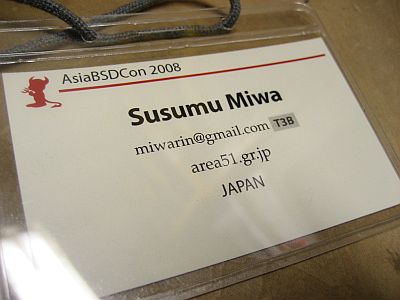 AsiaBSDCon 2008
Susumu Miwa
miwarin@gmail.com T3B
area51.gr.jp
JAPAN